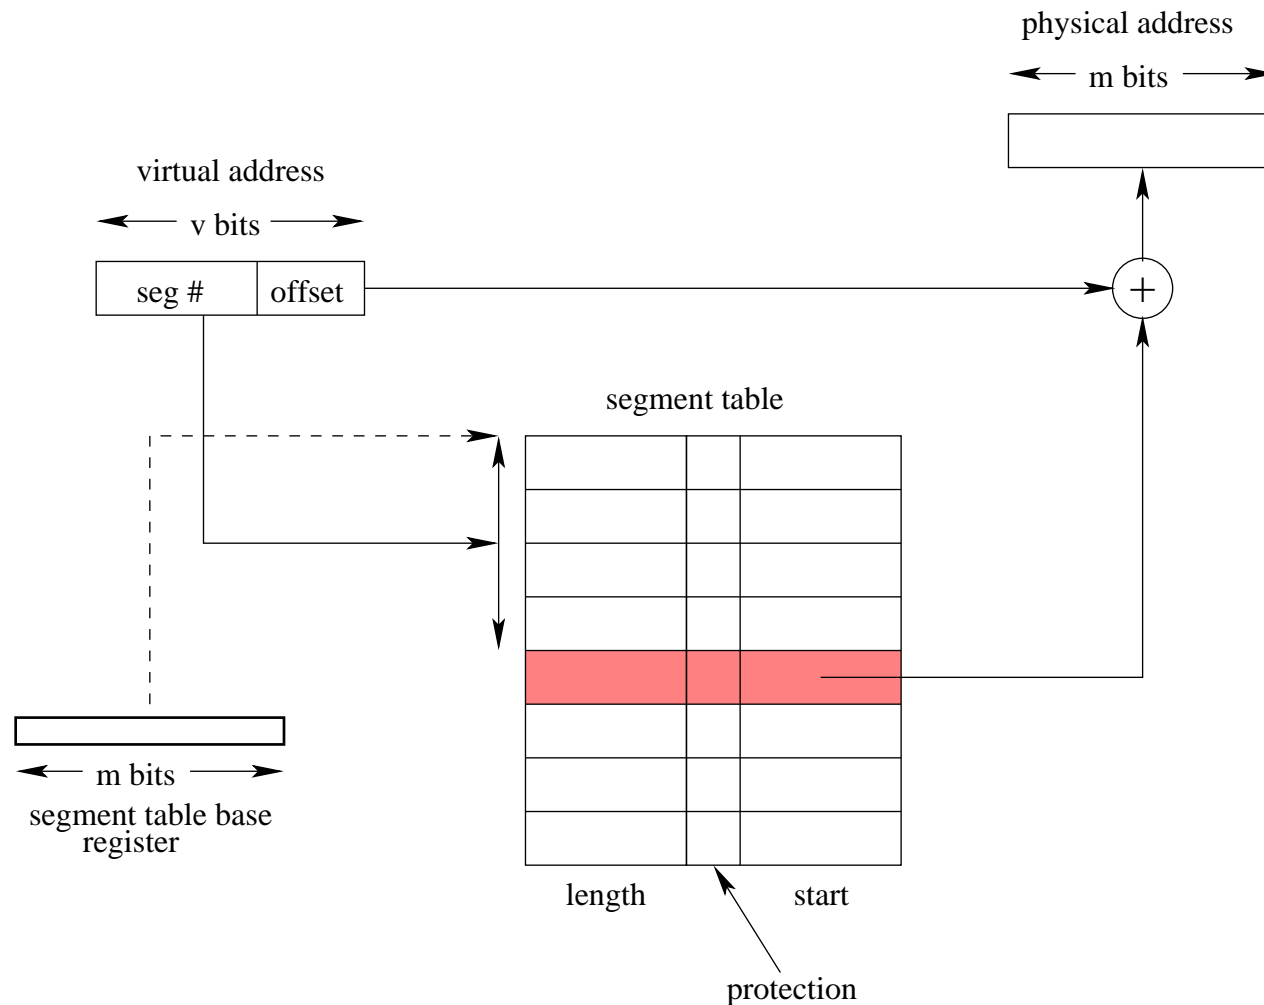 physical address
m bits
virtual address
v bits
seg #
offset
+
segment table
m bits
segment table base
register
length
start
protection